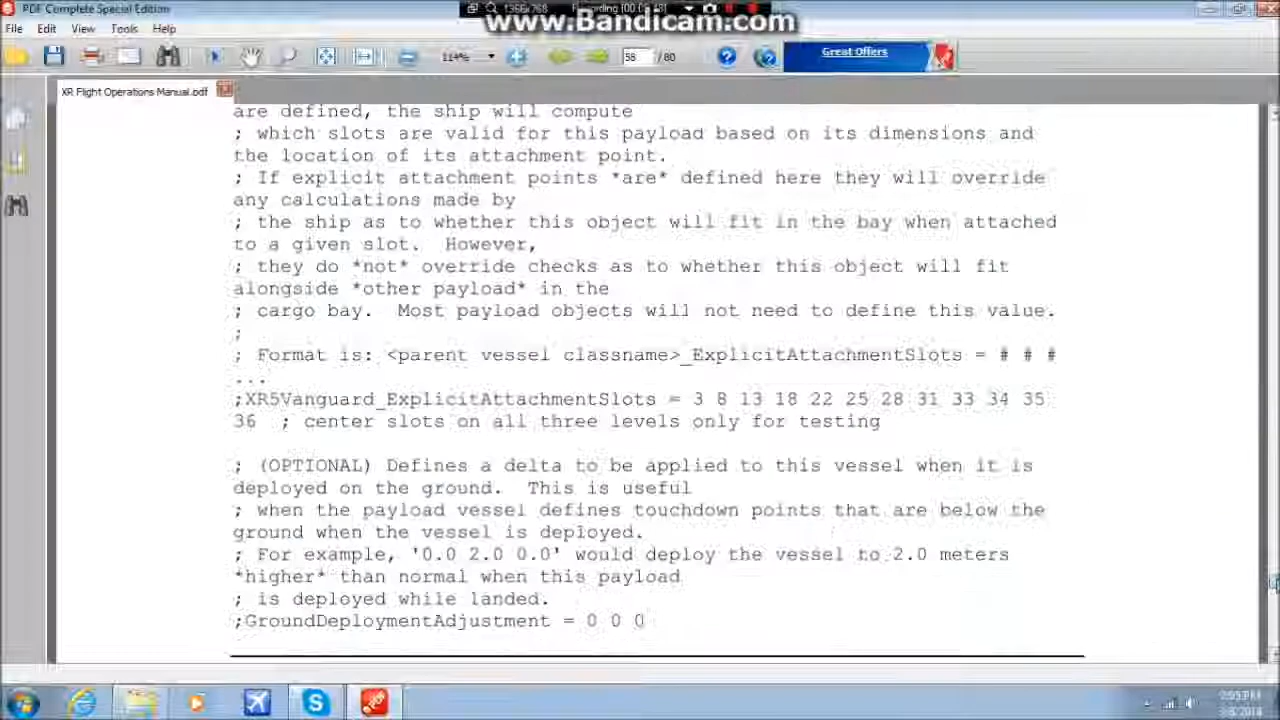 PDF Complete Special Edition
1366x768
Recording
www.Bandicam.com
File Edit View Tools Help
114%
58 / 80
Great Offers
XR Flight Operations Manual.pdf
are defined, the ship will compute
; which slots are valid for this payload based on its dimensions and
the location of its attachment point.
; If explicit attachment points *are* defined here they will override
any calculations made by
; the ship as to whether this object will fit in the bay when attached
to a given slot.  However,
; they do *not* override checks as to whether this object will fit
alongside *other payload* in the
; cargo bay.  Most payload objects will not need to define this value.
;
; Format is: <parent vessel classname>_ExplicitAttachmentSlots = # # #
...
;XR5Vanguard_ExplicitAttachmentSlots = 3 8 13 18 22 25 28 31 33 34 35
36  ; center slots on all three levels only for testing
; (OPTIONAL) Defines a delta to be applied to this vessel when it is
deployed on the ground.  This is useful
; when the payload vessel defines touchdown points that are below the
ground when the vessel is deployed.
; For example, '0.0 2.0 0.0' would deploy the vessel to 2.0 meters
*higher* than normal when this payload
; is deployed while landed.
;GroundDeploymentAdjustment = 0 0 0